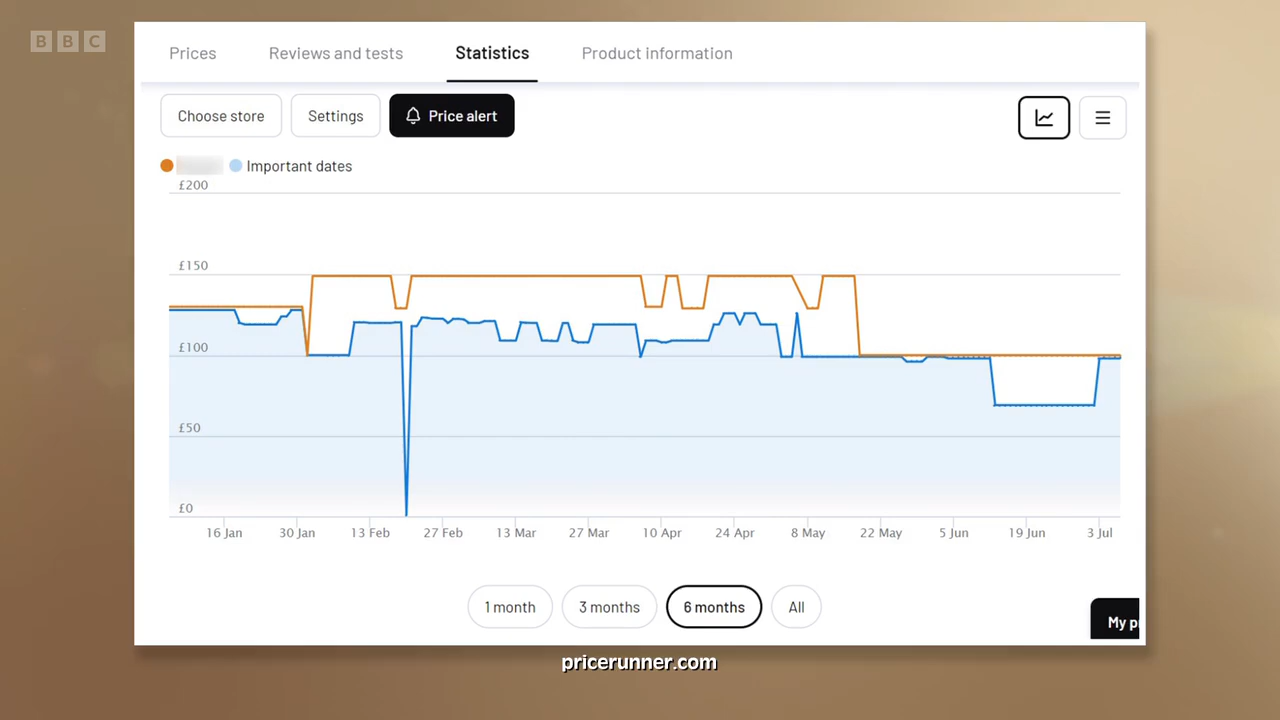 BBC
Prices Reviews and tests Statistics Product information
Choose store Settings Price alert
Important dates
£200
£150
£100
£50
£0
16 Jan 30 Jan 13 Feb 27 Feb 13 Mar 27 Mar 10 Apr 24 Apr 8 May 22 May 5 Jun 19 Jun 3 Jul
1 month 3 months 6 months All
My p
pricerunner.com